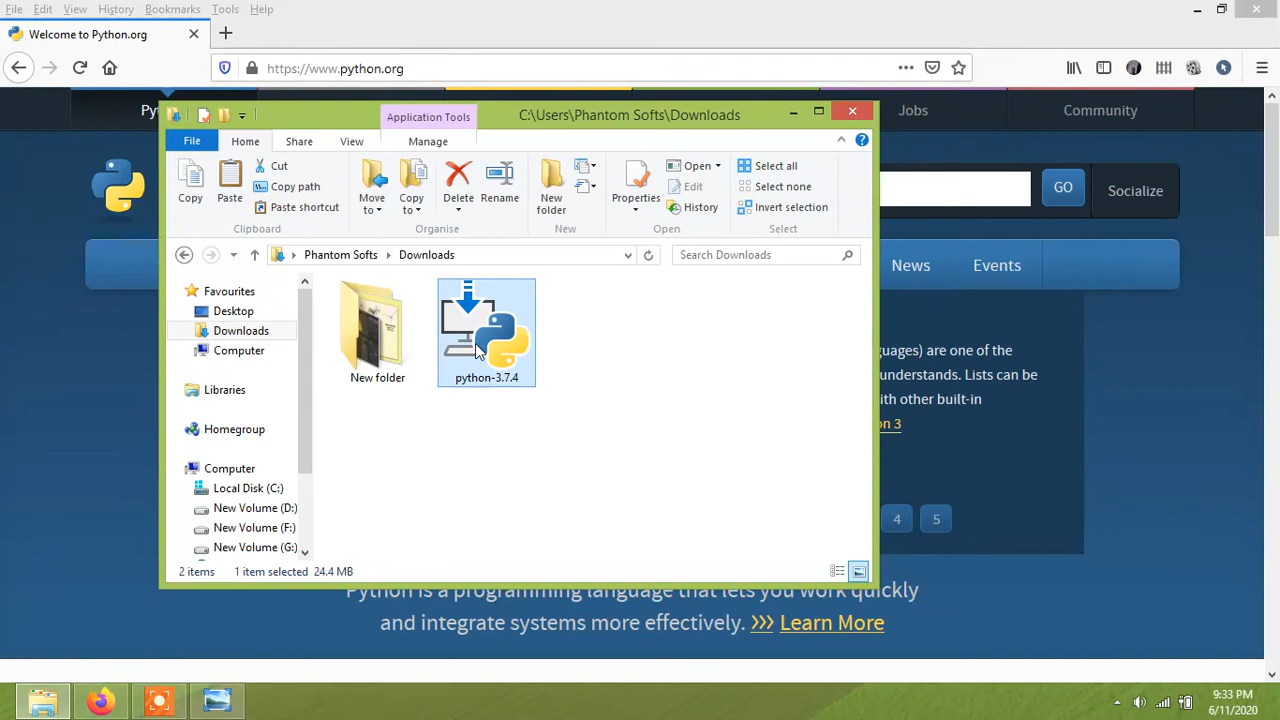 File Edit View History Bookmarks Tools Help
Welcome to Python.org
https://www.python.org
Jobs
Community
Application Tools
C:\Users\Phantom Softs\Downloads
File Home Share View Manage
Copy
Paste
Cut
Copy path
Paste shortcut
Clipboard
Move to
Copy to
Delete
Rename
Organise
New folder
New
Properties
Open
Edit
History
Open
Select all
Select none
Invert selection
Select
GO
Socialize
Phantom Softs Downloads
Search Downloads
News
Events
Favourites
Desktop
Downloads
Computer
Libraries
Homegroup
Computer
Local Disk (C:)
New Volume (D:)
New Volume (F:)
New Volume (G:)
New folder
python-3.7.4
are one of the
understands. Lists can be
with other built-in
3
4
5
2 items 1 item selected 24.4 MB
Python is a programming language that lets you work quickly
and integrate systems more effectively. >>> Learn More
9:33 PM
6/11/2020